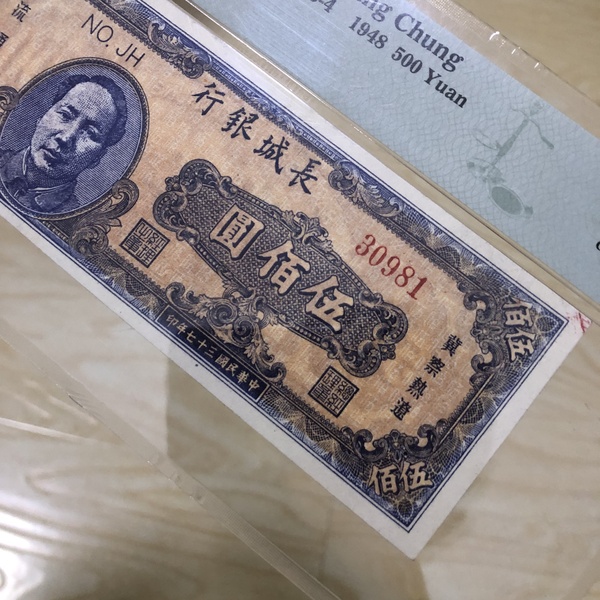 ng Chung
1948 500 Yuan
流
NO. JH
行銀城長
30981
圓佰伍
佰伍
冀察熱遼
印年七十三國民華中
佰伍